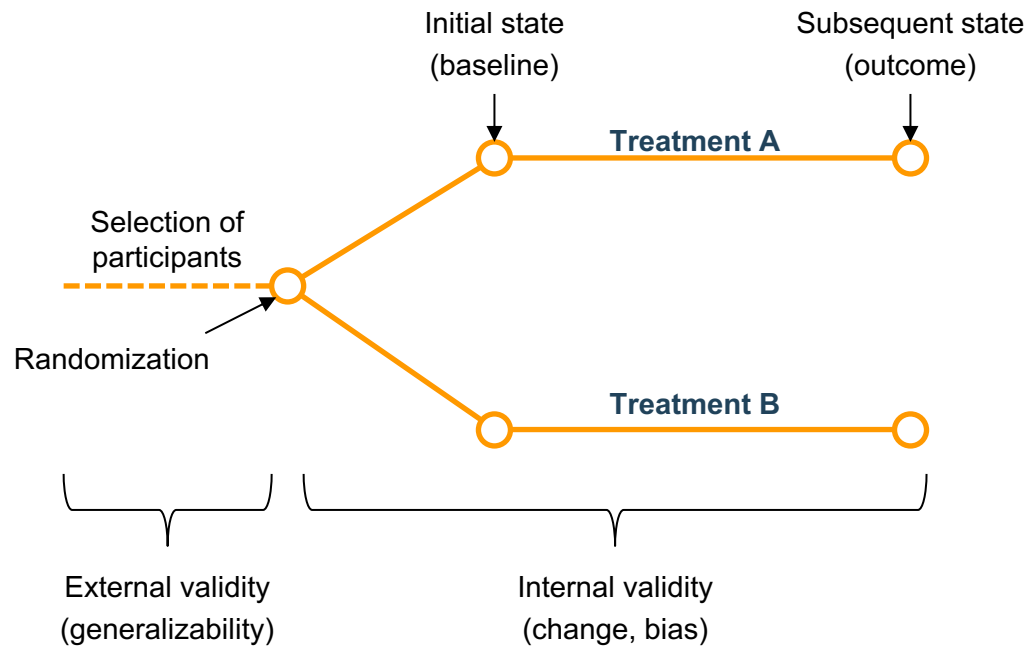 Initial state
(baseline)
Subsequent state
(outcome)
Treatment A
Selection of
participants
Randomization
Treatment B
External validity
(generalizability)
Internal validity
(change, bias)